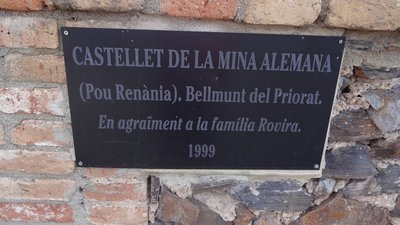 CASTELLET DE LA MINA ALEMANA
(Pou Renània). Bellmunt del Priorat.
En agraïment a la família Rovira.
1999